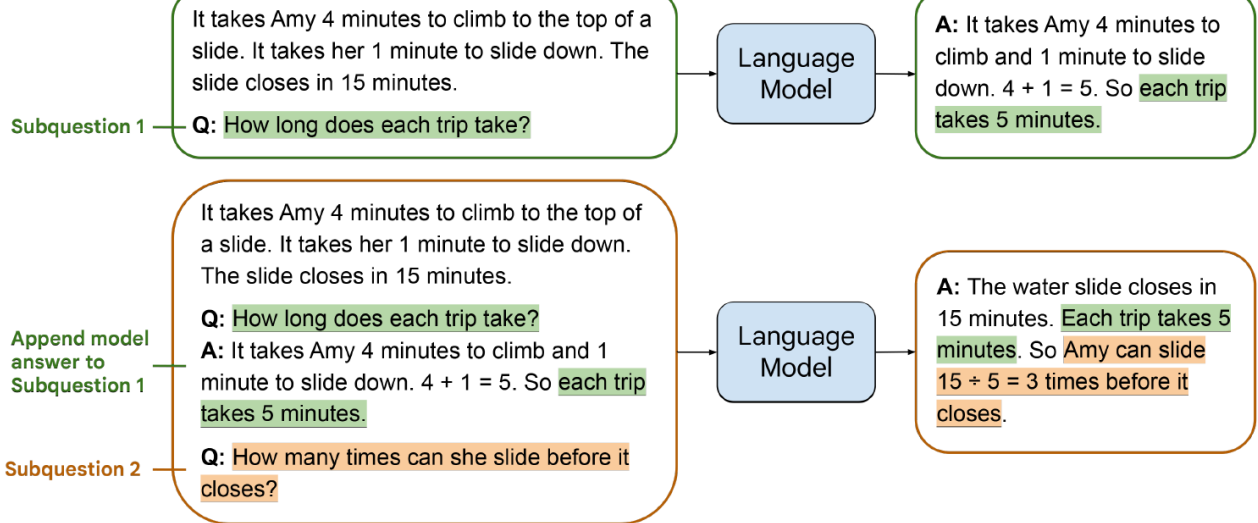 It takes Amy 4 minutes to climb to the top of a
slide. It takes her 1 minute to slide down. The
slide closes in 15 minutes.
Subquestion 1
Q: How long does each trip take?
Language
Model
A: It takes Amy 4 minutes to
climb and 1 minute to slide
down. 4 + 1 = 5. So each trip
takes 5 minutes.
It takes Amy 4 minutes to climb to the top of
a slide. It takes her 1 minute to slide down.
The slide closes in 15 minutes.
Q: How long does each trip take?
Append model
answer to
Subquestion 1
A: It takes Amy 4 minutes to climb and 1
minute to slide down. 4 + 1 = 5. So each trip
takes 5 minutes.
Subquestion 2
Q: How many times can she slide before it
closes?
Language
Model
A: The water slide closes in
15 minutes. Each trip takes 5
minutes. So Amy can slide
15 ÷ 5 = 3 times before it
closes.